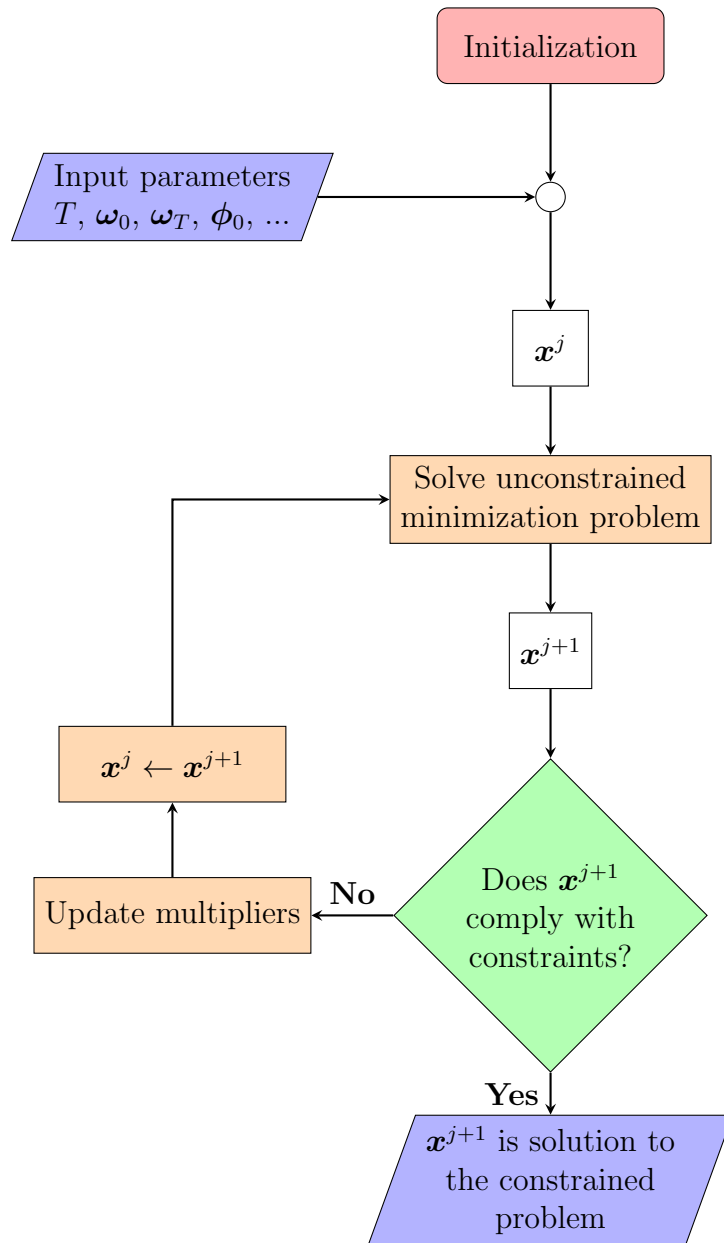 Initialization
Input parameters
T, ω₀, ω_T, ϕ₀, ...
x^j
Solve unconstrained
minimization problem
x^{j+1}
x^j ← x^{j+1}
Does x^{j+1}
comply with
constraints?
No
Update multipliers
Yes
x^{j+1} is solution to
the constrained
problem